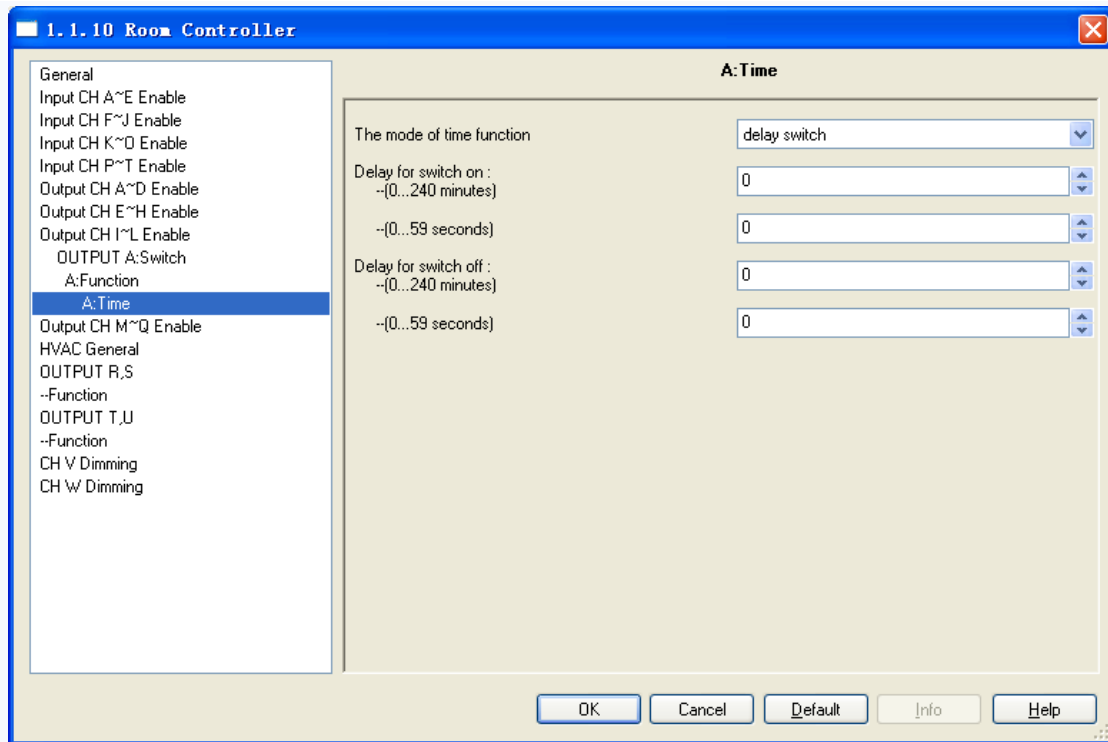 1.1.10 Room Controller
General
Input CH A~E Enable
Input CH F~J Enable
Input CH K~O Enable
Input CH P~T Enable
Output CH A~D Enable
Output CH E~H Enable
Output CH I~L Enable
OUTPUT A:Switch
A:Function
A:Time
Output CH M~Q Enable
HVAC General
OUTPUT R,S
--Function
OUTPUT T,U
--Function
CH V Dimming
CH W Dimming
A:Time
The mode of time function delay switch
Delay for switch on :
--(0...240 minutes) 0
--(0...59 seconds) 0
Delay for switch off :
--(0...240 minutes) 0
--(0...59 seconds) 0
OK Cancel Default Info Help